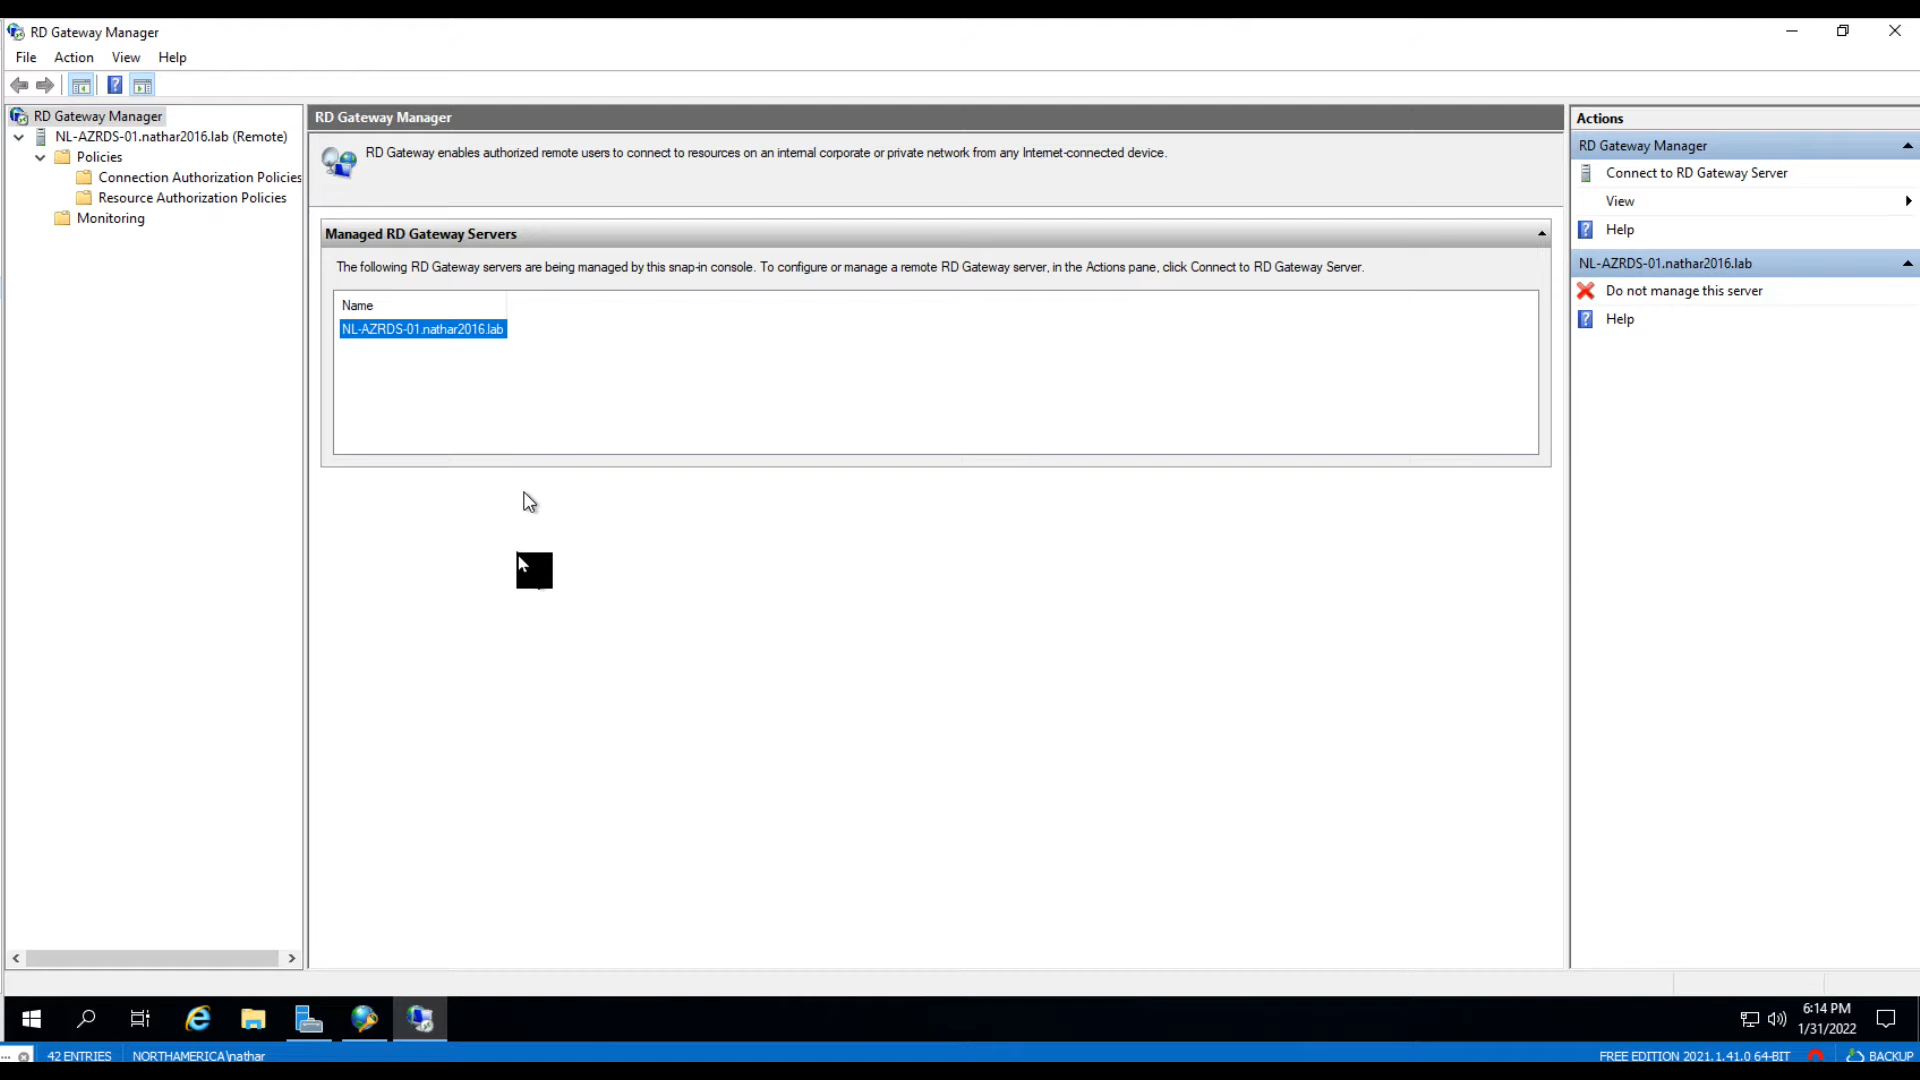 RD Gateway Manager
File Action View Help
RD Gateway Manager
NL-AZRDS-01.nathar2016.lab (Remote)
Policies
Connection Authorization Policies
Resource Authorization Policies
Monitoring
RD Gateway Manager
RD Gateway enables authorized remote users to connect to resources on an internal corporate or private network from any Internet-connected device.
Managed RD Gateway Servers
The following RD Gateway servers are being managed by this snap-in console. To configure or manage a remote RD Gateway server, in the Actions pane, click Connect to RD Gateway Server.
Name
NL-AZRDS-01.nathar2016.lab
Actions
RD Gateway Manager
Connect to RD Gateway Server
View
Help
NL-AZRDS-01.nathar2016.lab
Do not manage this server
Help
6:14 PM
1/31/2022
... 42 ENTRIES NORTHAMERICA\nathar FREE EDITION 2021.1.41.0 64-BIT BACKUP